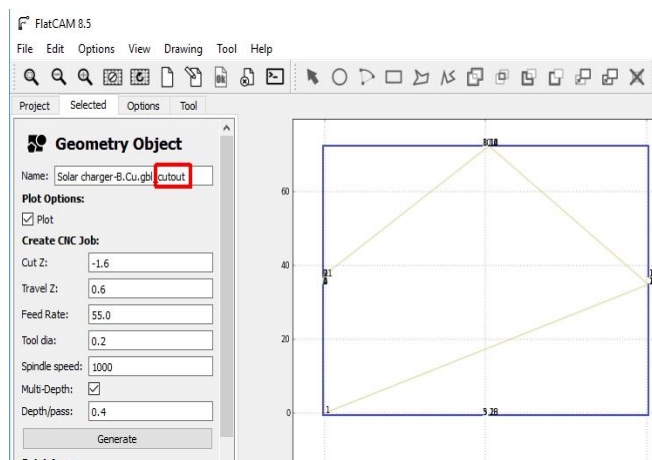 FlatCAM 8.5
File Edit Options View Drawing Tool Help
Project Selected Options Tool
Geometry Object
Name: Solar charger-B.Cu.gbl_cutout
Plot Options:
Plot
Create CNC Job:
Cut Z: -1.6
Travel Z: 0.6
Feed Rate: 55.0
Tool dia: 0.2
Spindle speed: 1000
Multi-Depth:
Depth/pass: 0.4
Generate
60
40
20
0
1